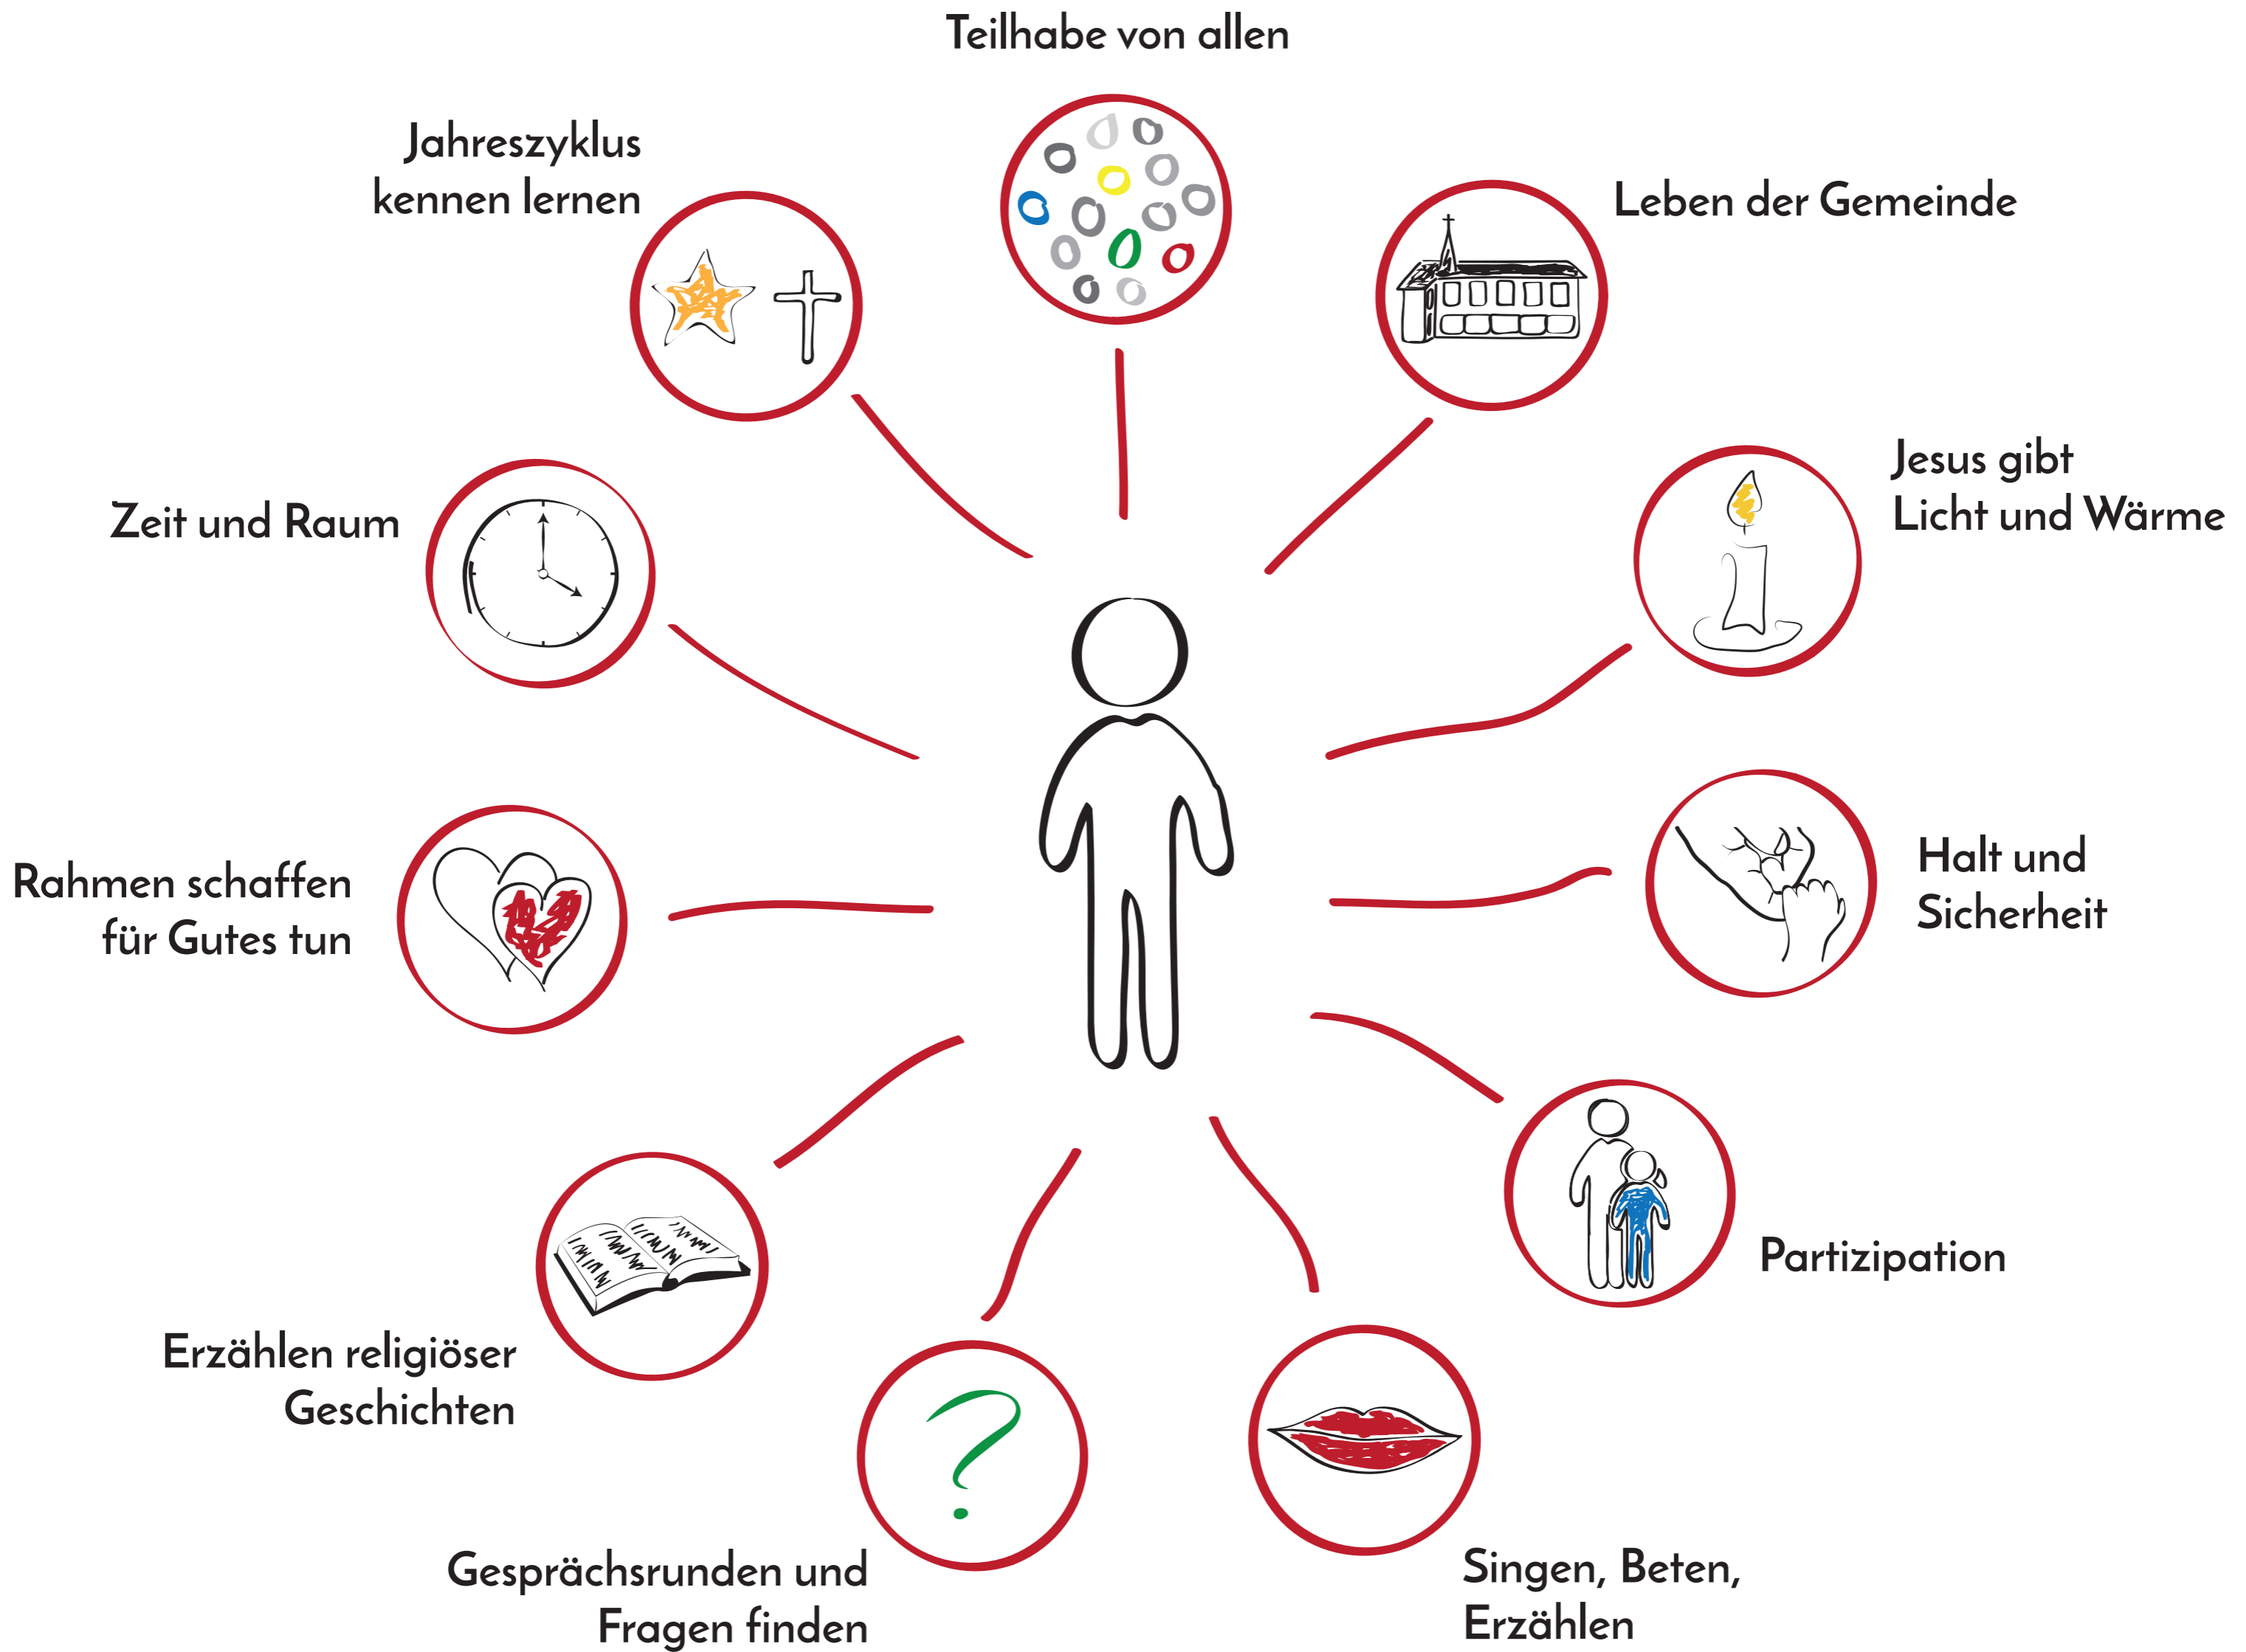 Teilhabe von allen
Leben der Gemeinde
Jesus gibt
Licht und Wärme
Halt und
Sicherheit
Partizipation
Singen, Beten,
Erzählen
Gesprächsrunden und
Fragen finden
Erzählen religiöser
Geschichten
Rahmen schaffen
für Gutes tun
Zeit und Raum
Jahreszyklus
kennen lernen